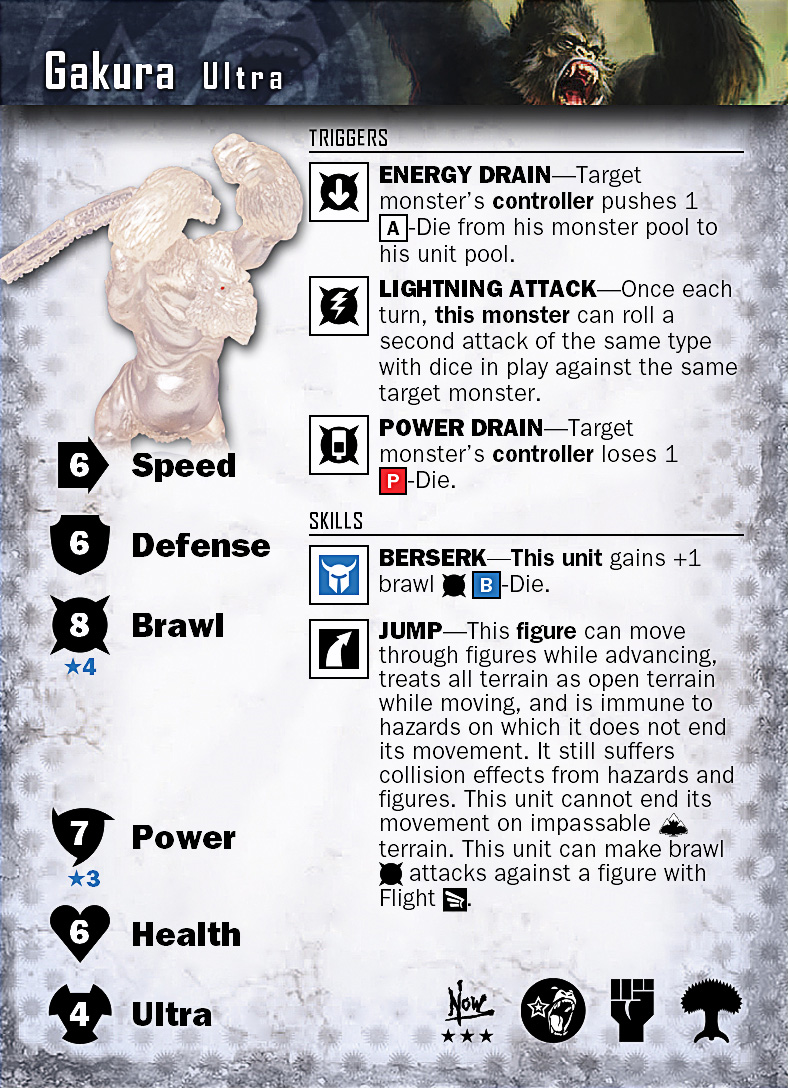 Gakura Ultra
TRIGGERS
ENERGY DRAIN—Target
monster's controller pushes 1
A-Die from his monster pool to
his unit pool.
LIGHTNING ATTACK—Once each
turn, this monster can roll a
second attack of the same type
with dice in play against the same
target monster.
POWER DRAIN—Target
monster's controller loses 1
P-Die.
SKILLS
BERSERK—This unit gains +1
brawl B-Die.
JUMP—This figure can move
through figures while advancing,
treats all terrain as open terrain
while moving, and is immune to
hazards on which it does not end
its movement. It still suffers
collision effects from hazards and
figures. This unit cannot end its
movement on impassable
terrain. This unit can make brawl
attacks against a figure with
Flight .
6 Speed
6 Defense
8 Brawl
★4
7 Power
★3
6 Health
4 Ultra
Now
★★★